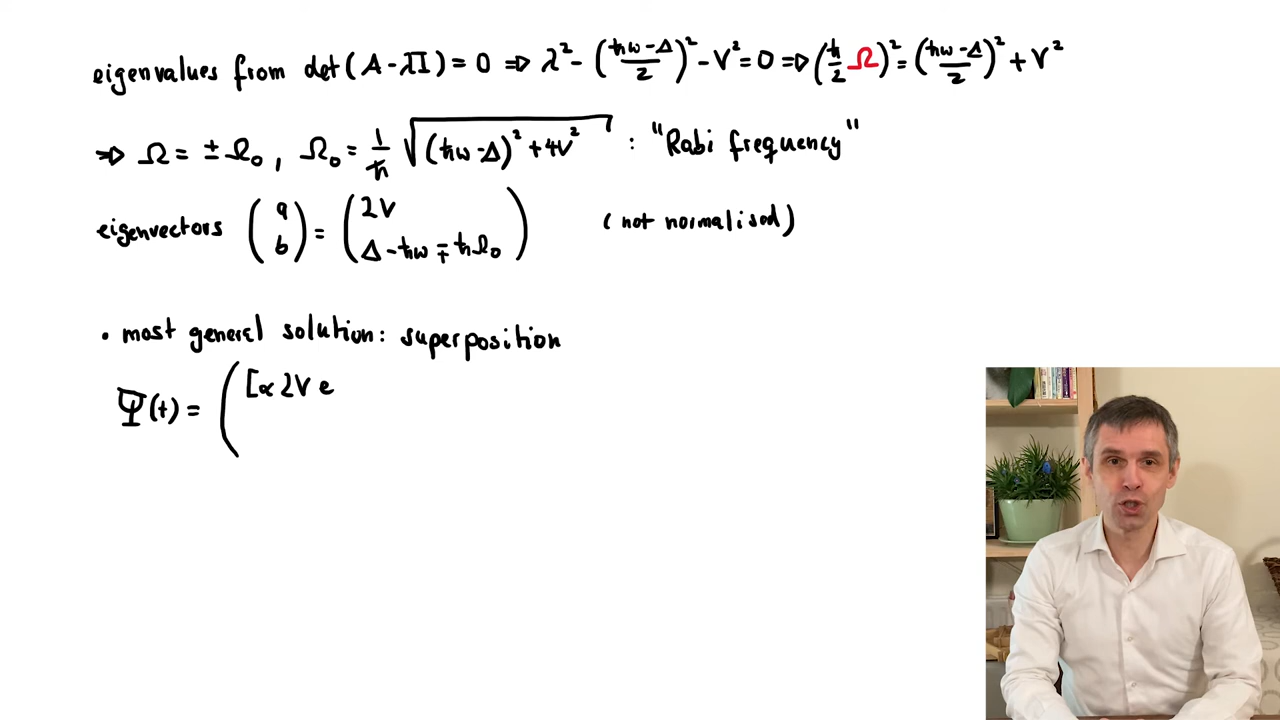 eigenvalues from det(A-λ𝟙)=0 ⇒ λ²-((ħω-Δ)/2)²-V²=0 ⇒ (ħ/2 Ω)²=((ħω-Δ)/2)²+V²
⇒ Ω=±Ω₀, Ω₀=1/ħ √((ħω-Δ)²+4V²) : "Rabi frequency"
eigenvectors (a b) = (2V Δ-ħω∓ħΩ₀) (not normalised)
• most general solution: superposition
Ψ(t) = ([α 2V e